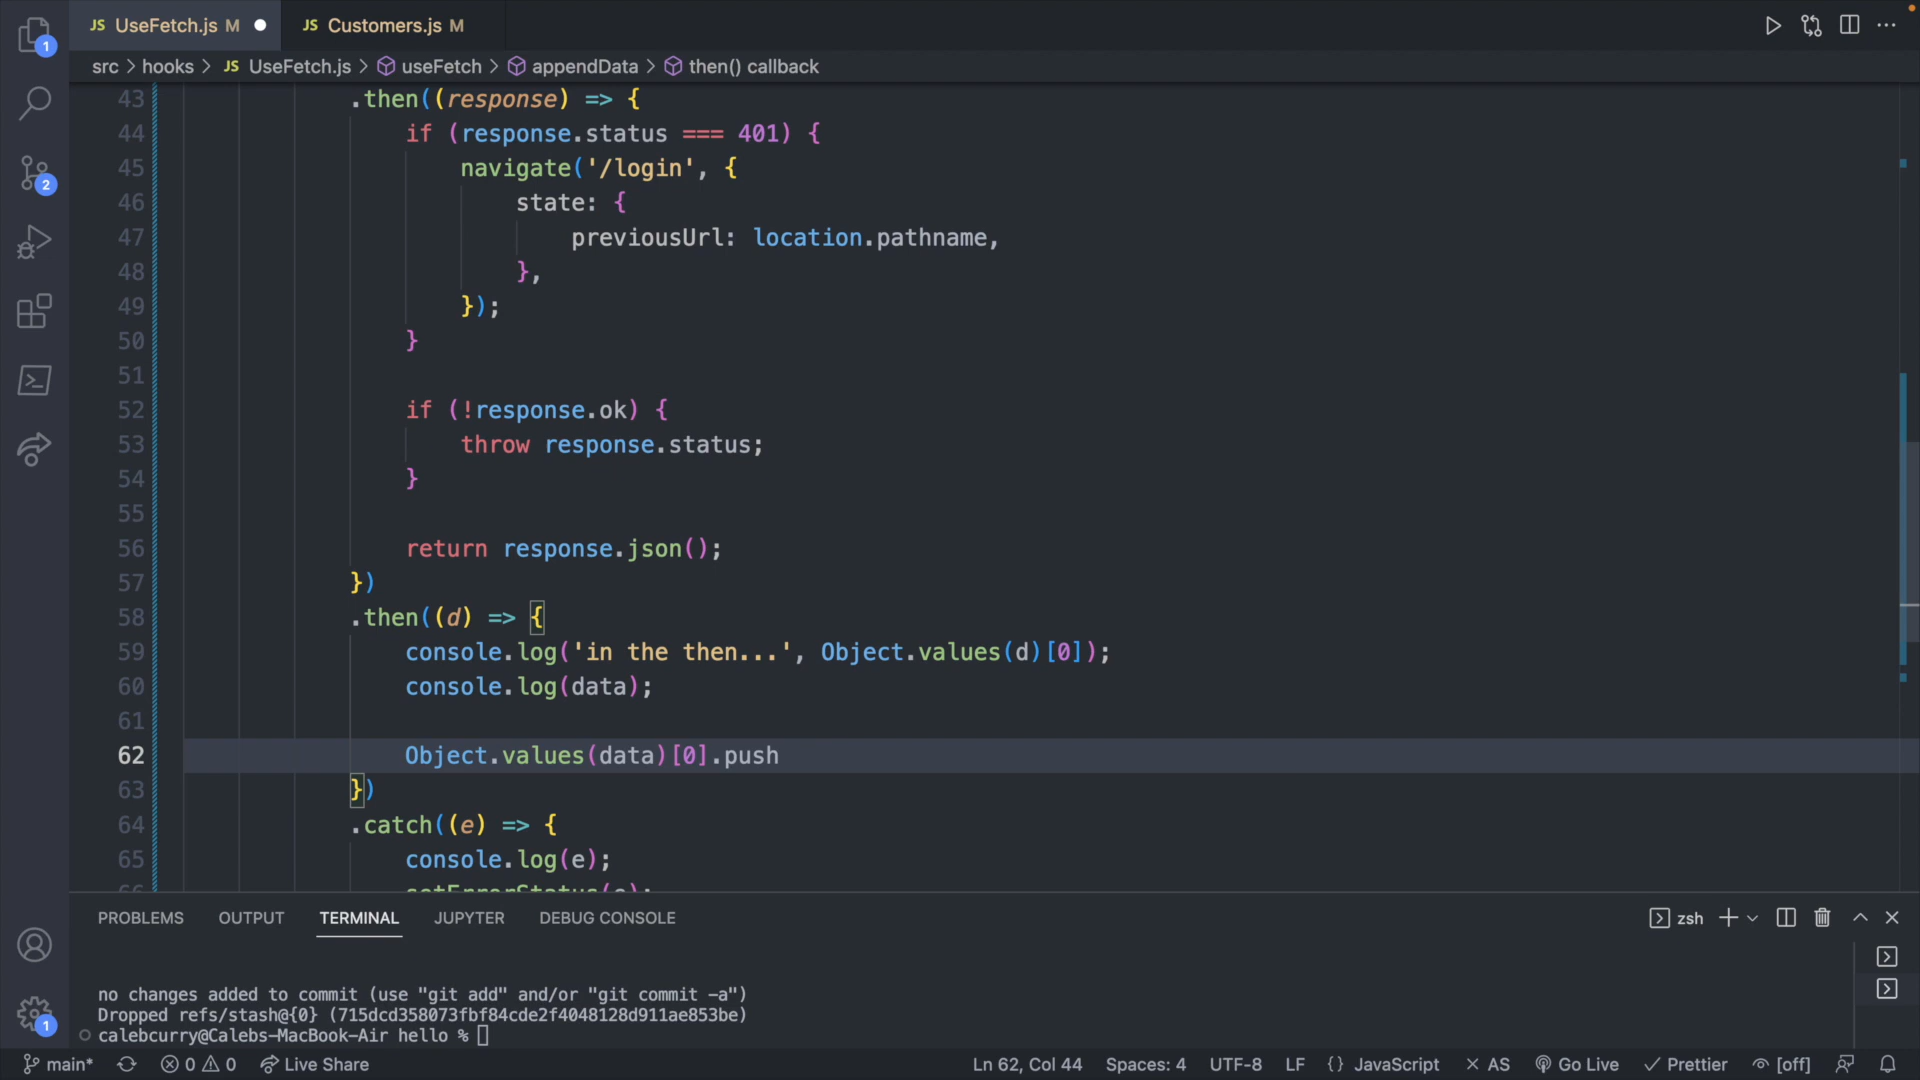 1
JS UseFetch.js M
JS Customers.js M
src > hooks > JS UseFetch.js > useFetch > appendData > then() callback
2
43 .then((response) => {
44 if (response.status === 401) {
45 navigate('/login', {
46 state: {
47 previousUrl: location.pathname,
48 },
49 });
50 }
51
52 if (!response.ok) {
53 throw response.status;
54 }
55
56 return response.json();
57 })
58 .then((d) => {
59 console.log('in the then...', Object.values(d)[0]);
60 console.log(data);
61
62 Object.values(data)[0].push
63 })
64 .catch((e) => {
65 console.log(e);
PROBLEMS OUTPUT TERMINAL JUPYTER DEBUG CONSOLE zsh
no changes added to commit (use "git add" and/or "git commit -a")
Dropped refs/stash@{0} (715dcd358073fbf84cde2f4048128d911ae853be)
calebcurry@Calebs-MacBook-Air hello %
1
main* 0 0 Live Share Ln 62, Col 44 Spaces: 4 UTF-8 LF {} JavaScript AS Go Live Prettier [off]